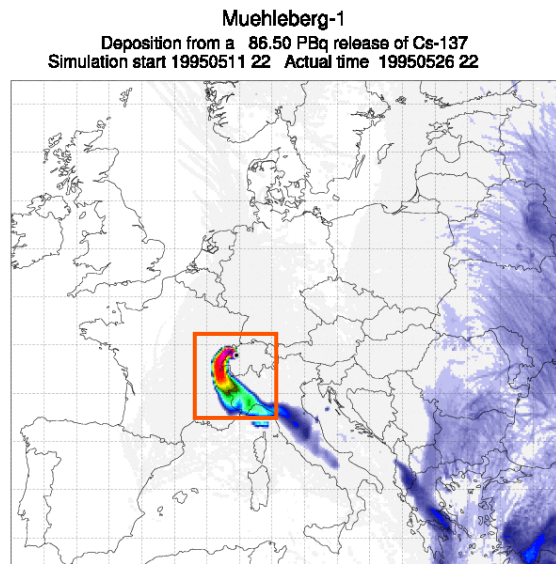 Muehleberg-1
Deposition from a 86.50 PBq release of Cs-137
Simulation start 19950511 22 Actual time 19950526 22